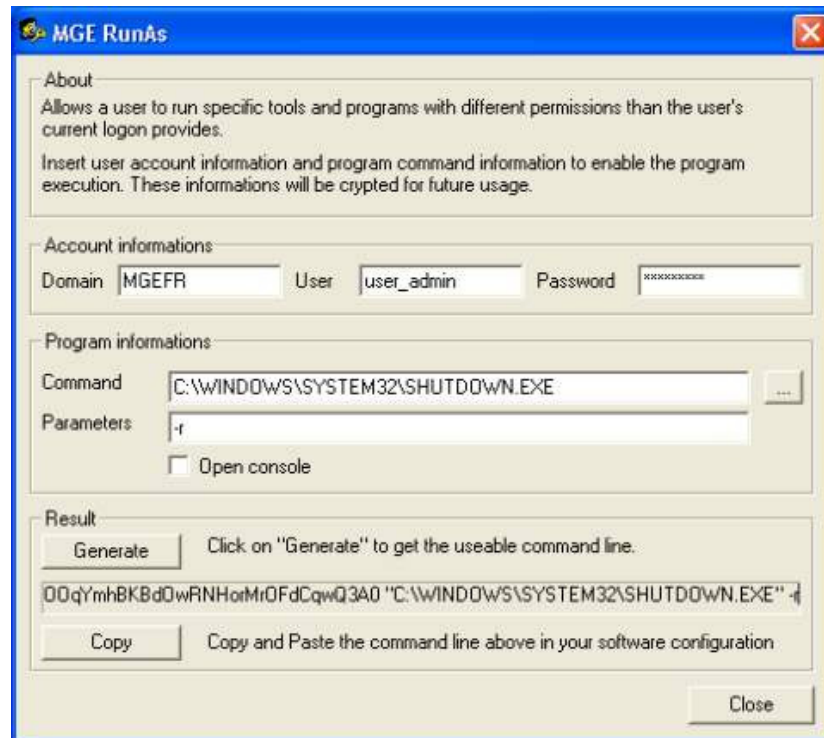 MGE RunAs
About
Allows a user to run specific tools and programs with different permissions than the user's
current logon provides.
Insert user account information and program command information to enable the program
execution. These informations will be crypted for future usage.
Account informations
Domain MGEFR User user_admin Password *********
Program informations
Command C:\WINDOWS\SYSTEM32\SHUTDOWN.EXE ...
Parameters -r
Open console
Result
Generate Click on "Generate" to get the useable command line.
"C:\WINDOWS\SYSTEM32\SHUTDOWN.EXE" -r
Copy Copy and Paste the command line above in your software configuration
Close